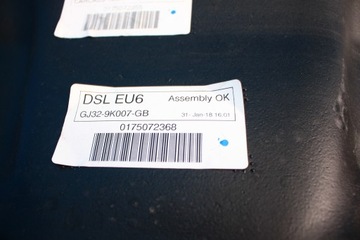 DSL EU6 Assembly OK
GJ32-9K007-GB 31-Jan-18 16:01
0175072368